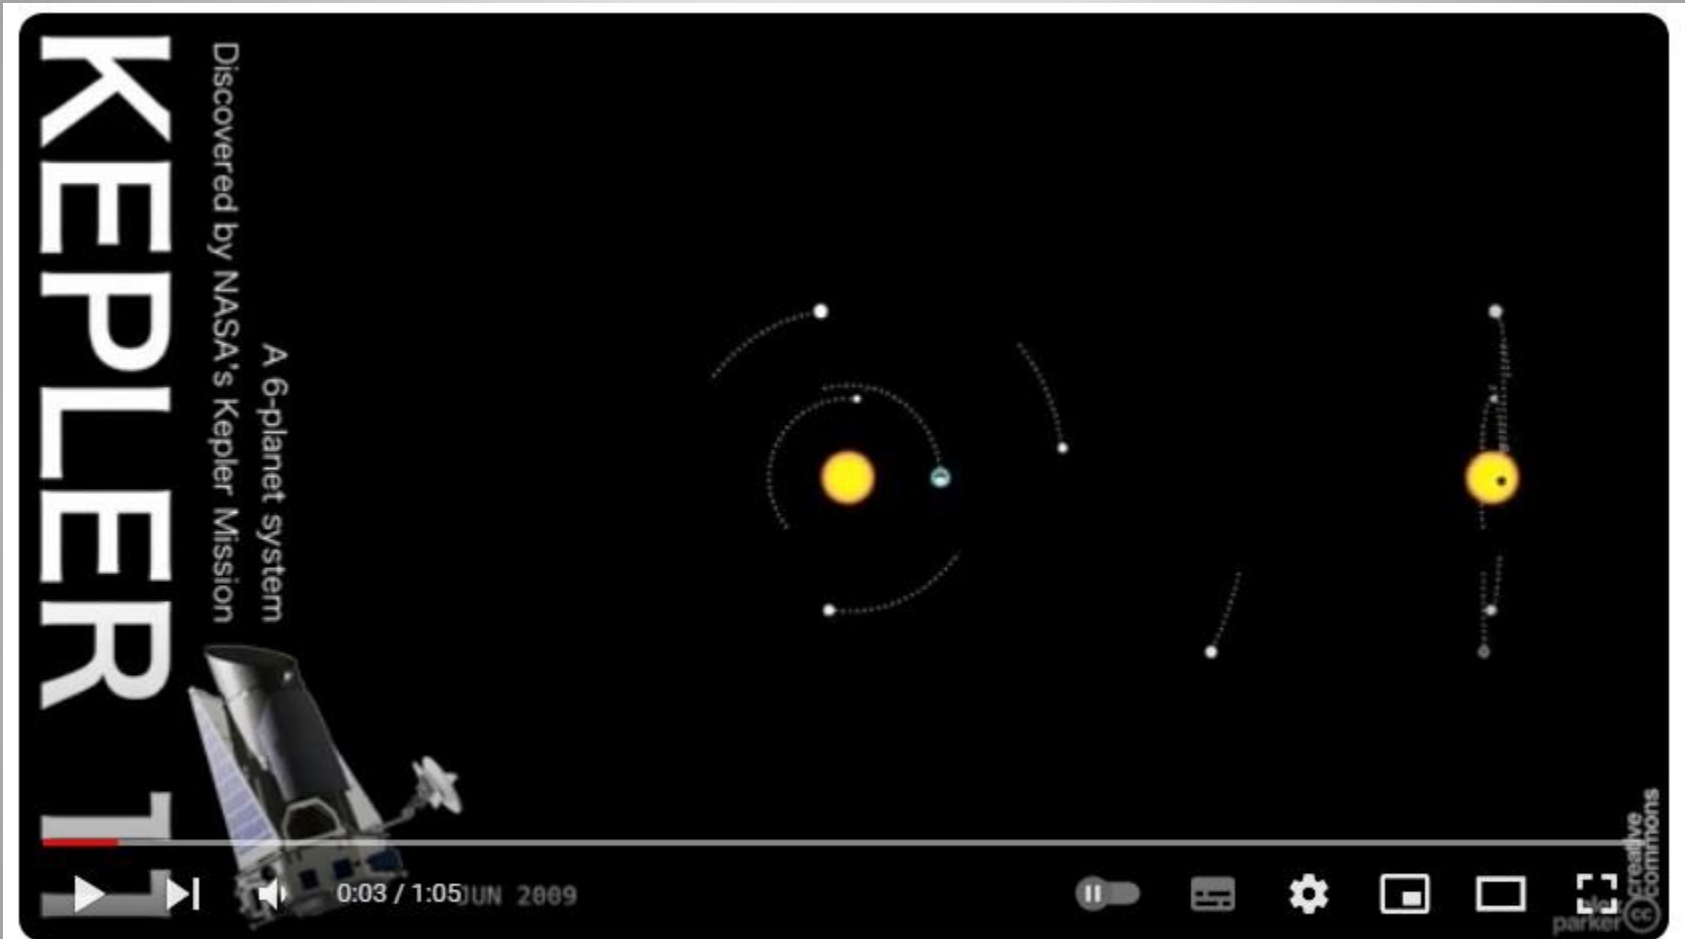 KEPLER 11
Discovered by NASA's Kepler Mission
A 6-planet system
0:03 / 1:05
JUN 2009
creative
commons
parker
cc